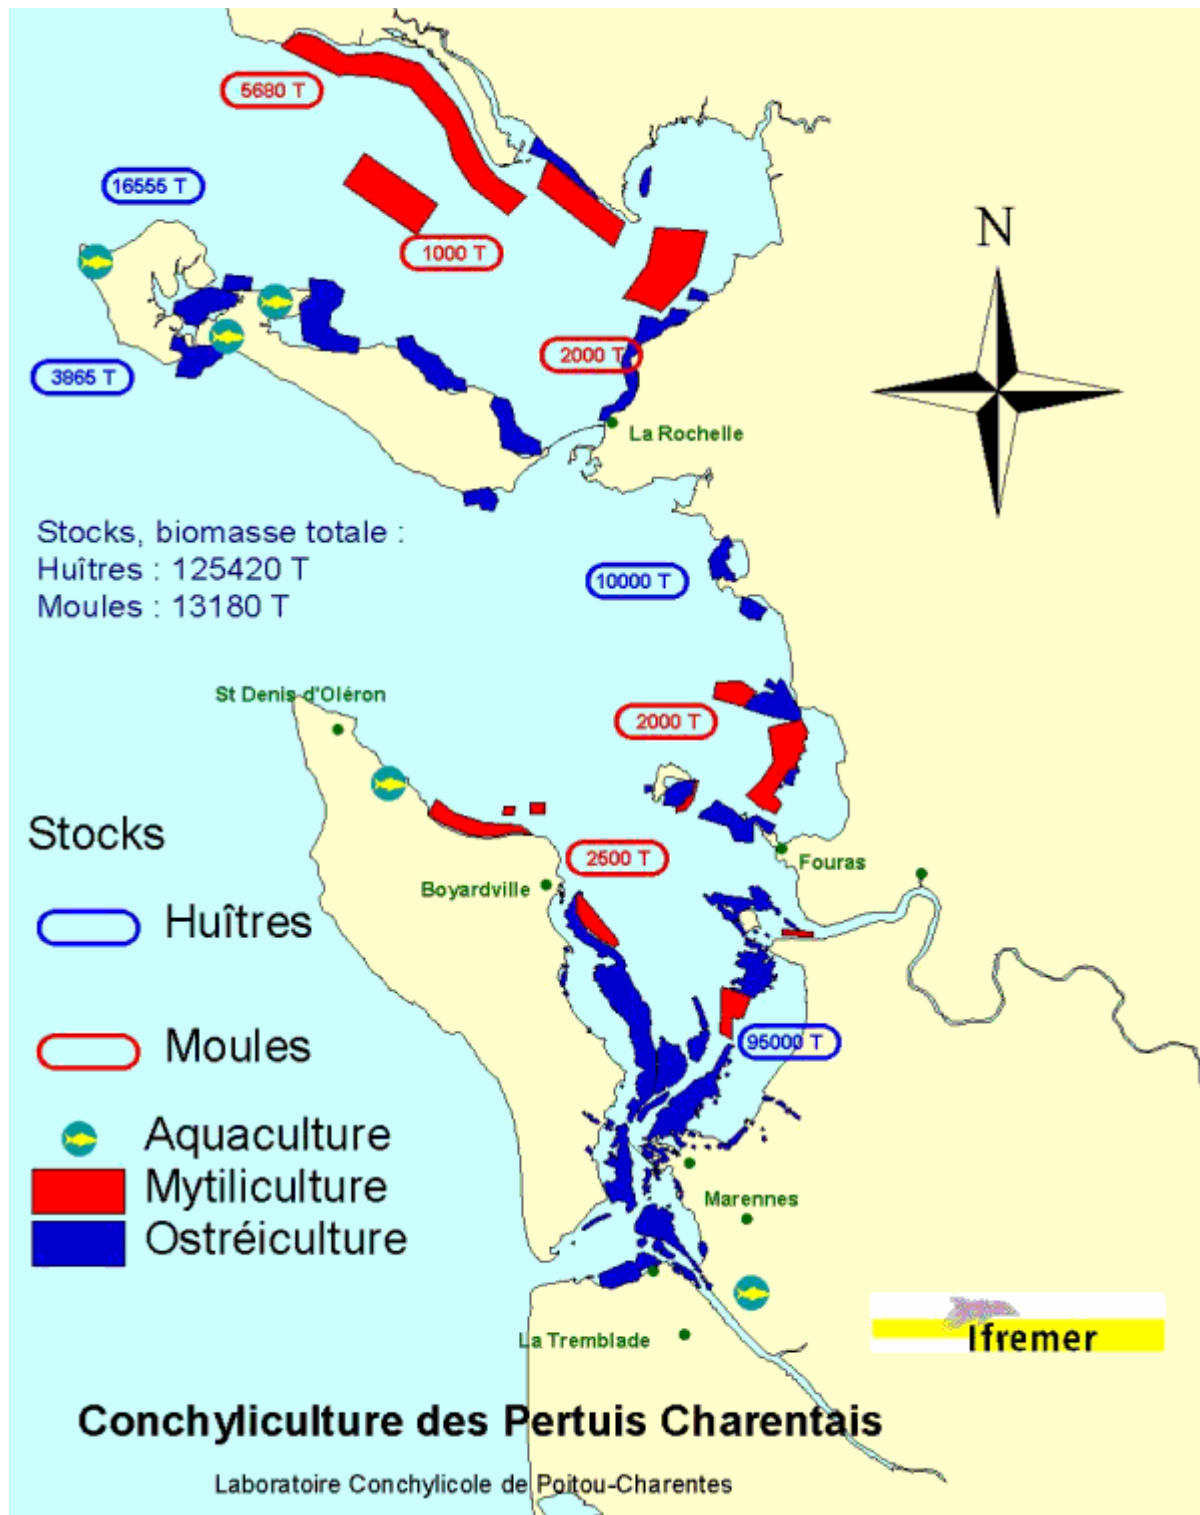 5680 T
16555 T
1000 T
N
2000 T
3865 T
La Rochelle
Stocks, biomasse totale :
Huîtres : 125420 T
Moules : 13180 T
10000 T
St Denis d'Oléron
2000 T
Stocks
2500 T
Fouras
Boyardville
Huîtres
Moules
95000 T
Aquaculture
Mytiliculture
Marennes
Ostréiculture
La Tremblade
Ifremer
Conchyliculture des Pertuis Charentais
Laboratoire Conchylicole de Poitou-Charentes